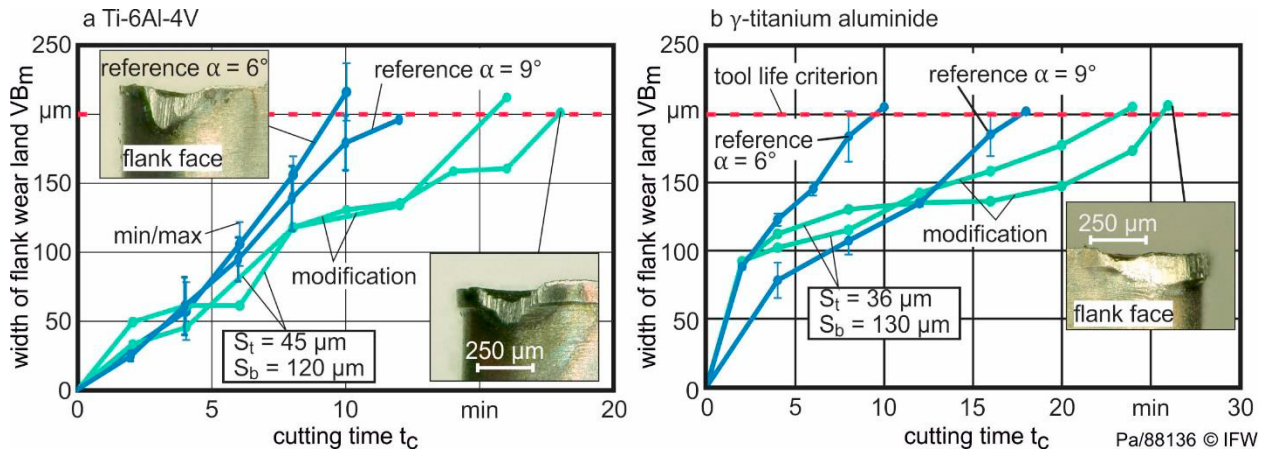 a Ti-6Al-4V
250
µm
150
100
50
0
width of flank wear land VBm
reference α = 6°
flank face
reference α = 9°
min/max
modification
St = 45 µm
Sb = 120 µm
250 µm
0
5
10
min
20
cutting time tc
b γ-titanium aluminide
250
µm
150
100
50
0
width of flank wear land VBm
tool life criterion
reference α = 9°
reference
α = 6°
modification
250 µm
flank face
St = 36 µm
Sb = 130 µm
0
5
10
15
20
min
30
cutting time tc
Pa/88136 © IFW